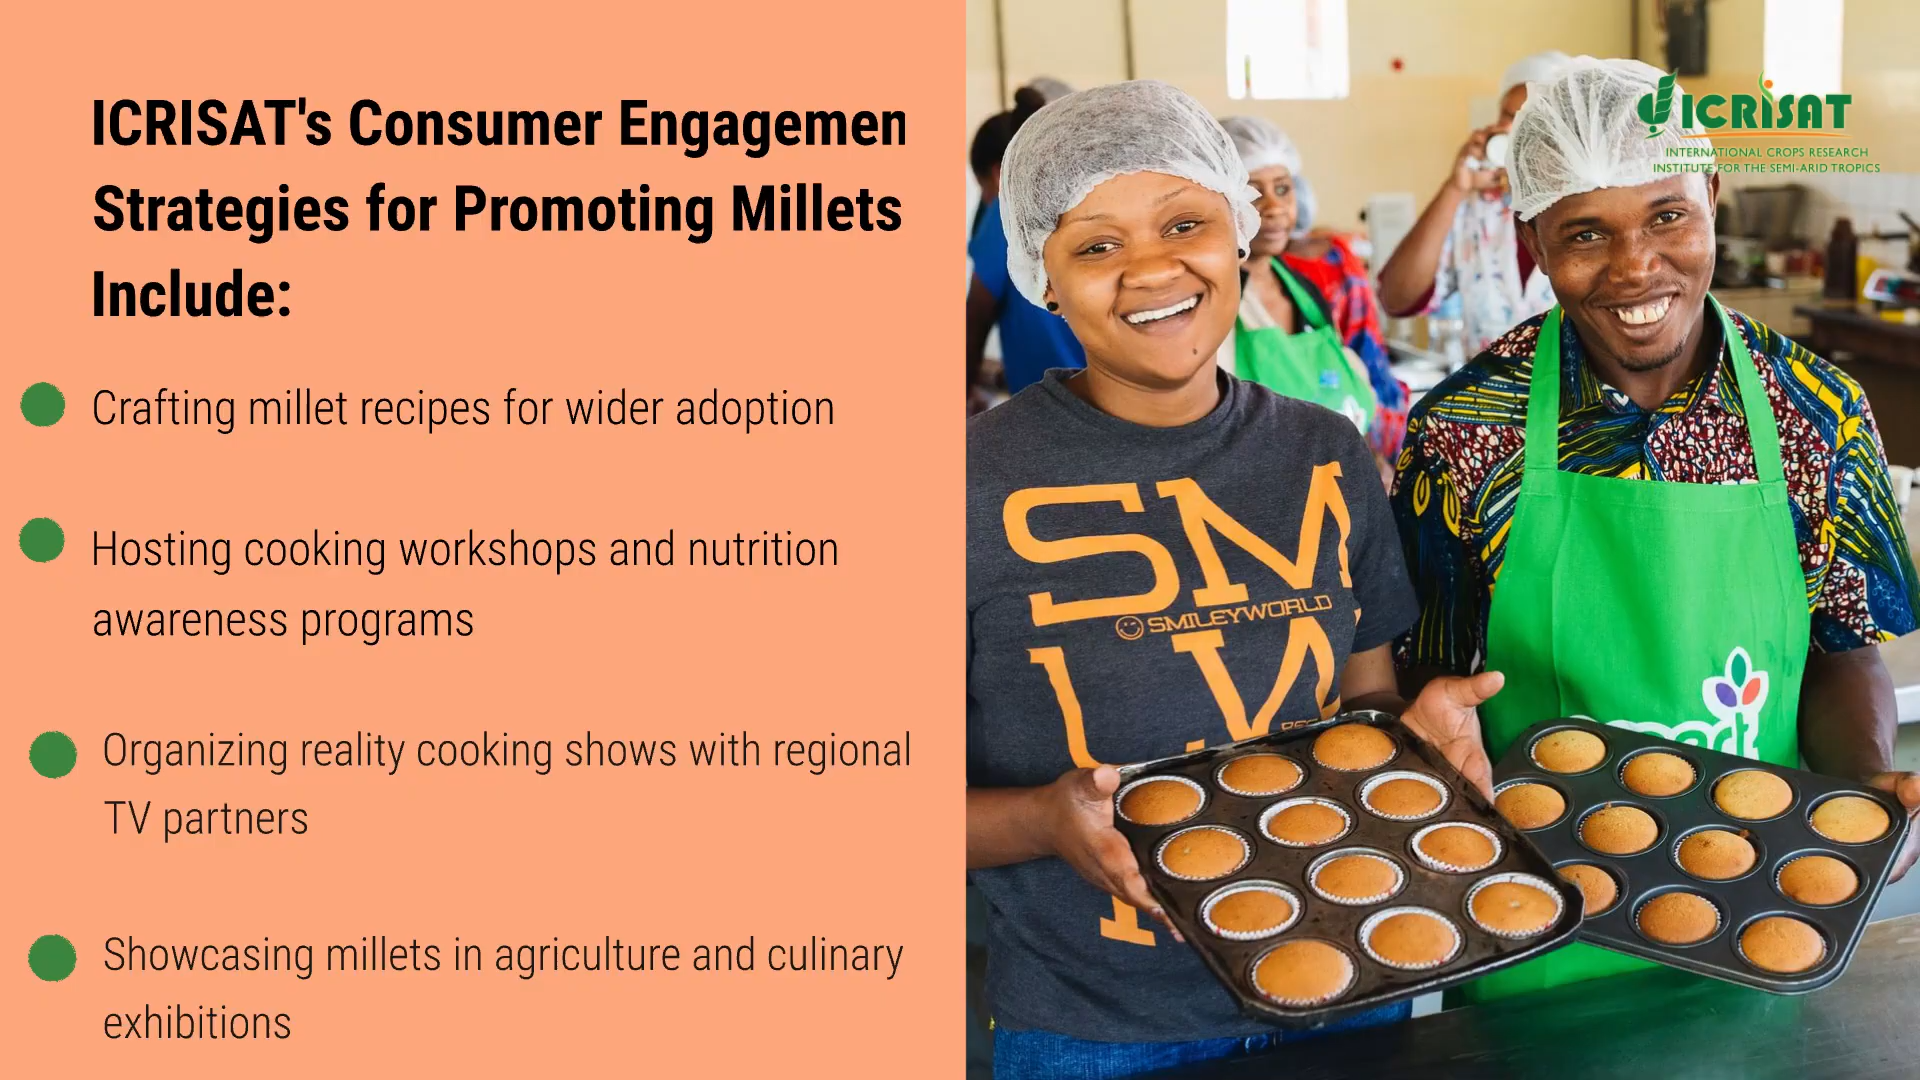 ICRISAT's Consumer Engagemen
Strategies for Promoting Millets
Include:
Crafting millet recipes for wider adoption
Hosting cooking workshops and nutrition
awareness programs
Organizing reality cooking shows with regional
TV partners
Showcasing millets in agriculture and culinary
exhibitions
ICRISAT
INTERNATIONAL CROPS RESEARCH
INSTITUTE FOR THE SEMI-ARID TROPICS
SM
SMILEYWORLD